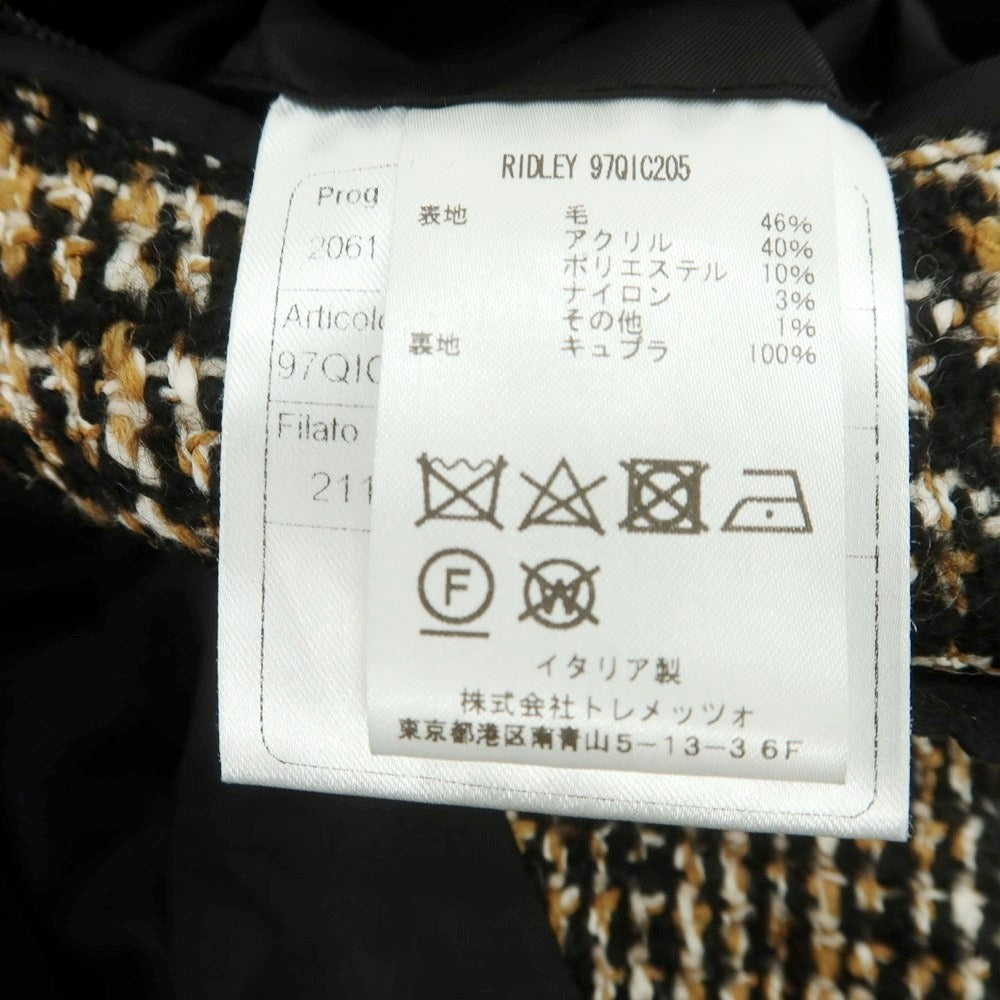 RIDLEY 97QIC205
表地 毛 46%
アクリル 40%
ポリエステル 10%
ナイロン 3%
その他 1%
裏地 キュプラ 100%
F
W
イタリア製
株式会社トレメッツォ
東京都港区南青山5-13-3 6F
Prog
2061
Articolo
97QIC
Filato
211